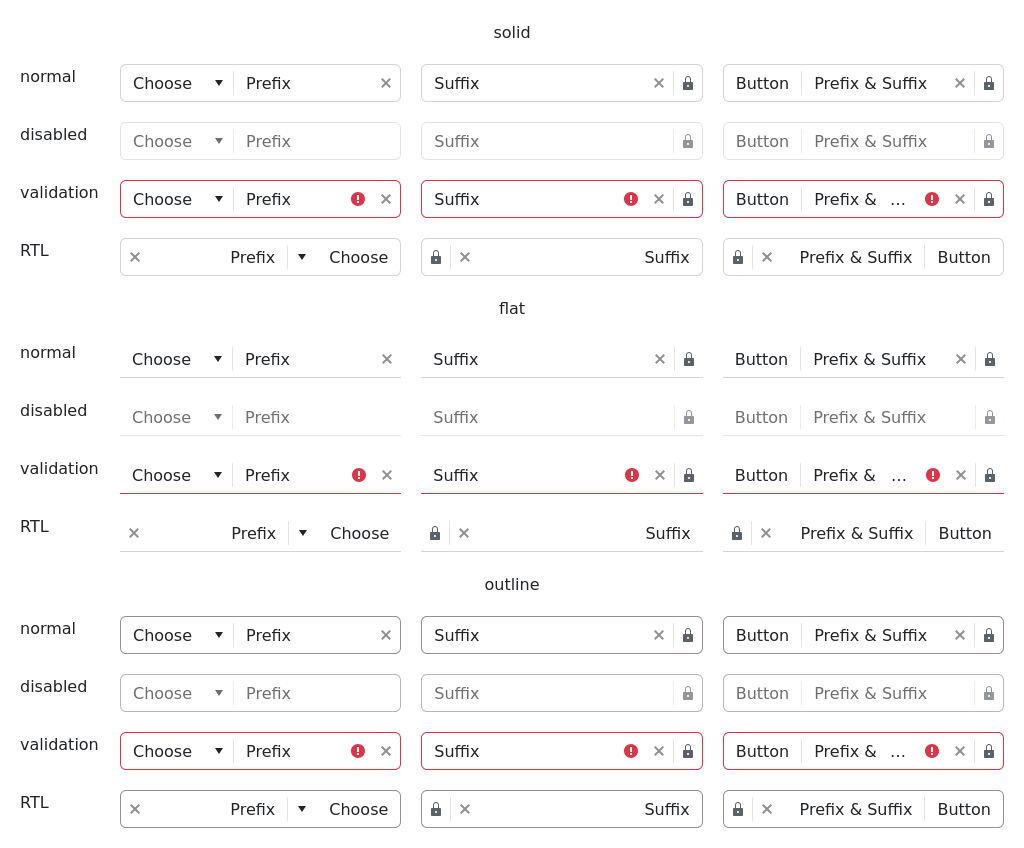 solid
normal Choose Prefix Suffix Button Prefix & Suffix
disabled Choose Prefix Suffix Button Prefix & Suffix
validation Choose Prefix Suffix Button Prefix & ...
RTL Prefix Choose Suffix Prefix & Suffix Button
flat
normal Choose Prefix Suffix Button Prefix & Suffix
disabled Choose Prefix Suffix Button Prefix & Suffix
validation Choose Prefix Suffix Button Prefix & ...
RTL Prefix Choose Suffix Prefix & Suffix Button
outline
normal Choose Prefix Suffix Button Prefix & Suffix
disabled Choose Prefix Suffix Button Prefix & Suffix
validation Choose Prefix Suffix Button Prefix & ...
RTL Prefix Choose Suffix Prefix & Suffix Button